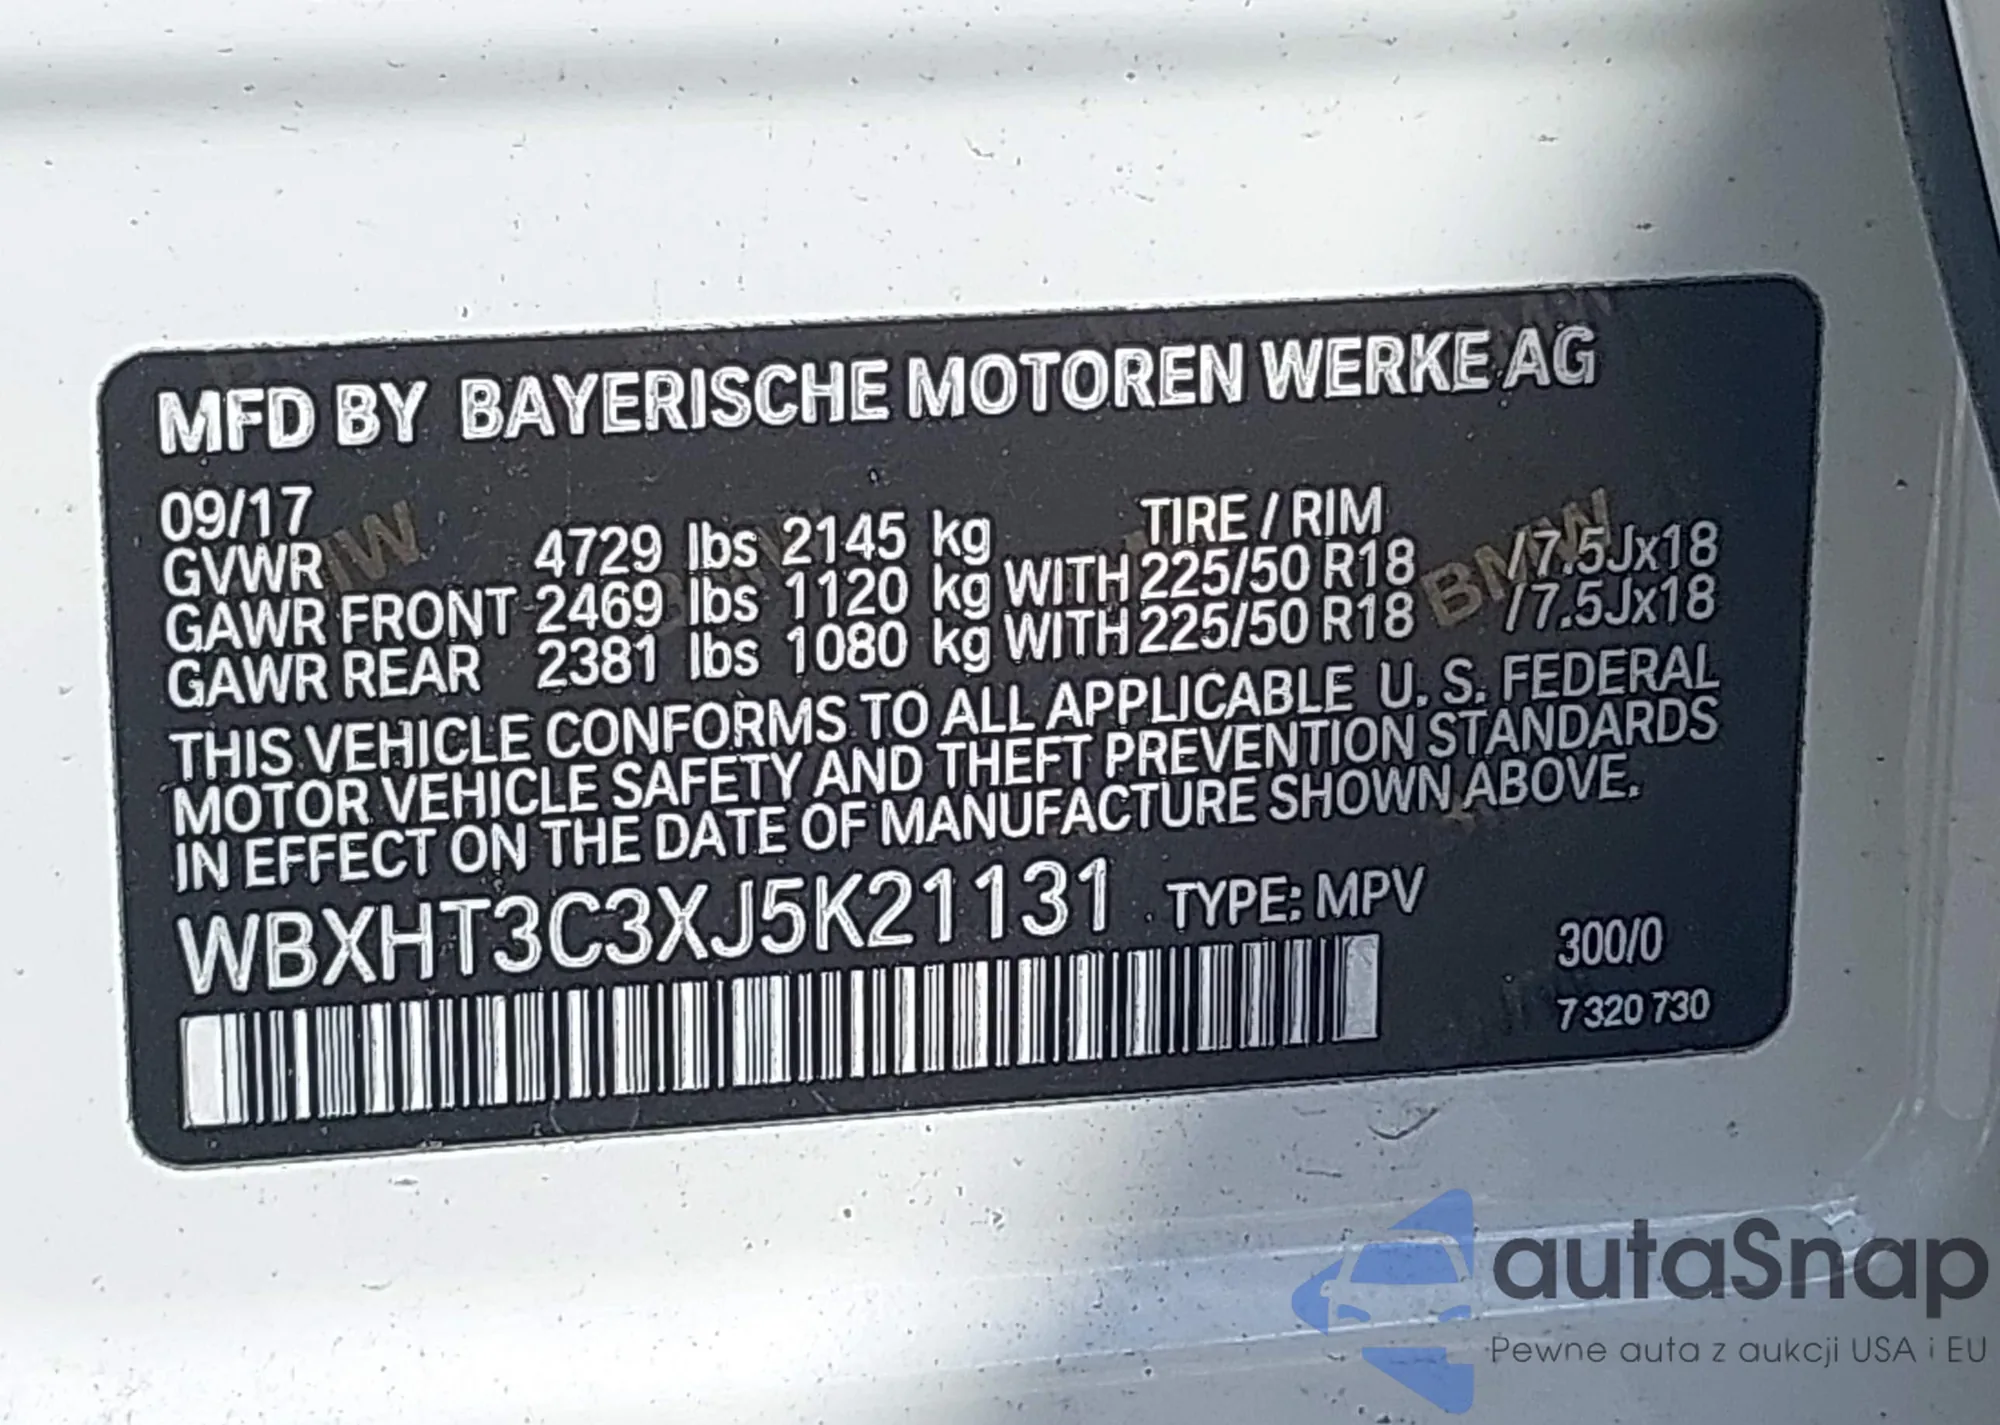 MFD BY BAYERISCHE MOTOREN WERKE AG
09/17 TIRE / RIM
GVWR 4729 lbs 2145 kg
GAWR FRONT 2469 lbs 1120 kg WITH 225/50 R18 /7.5Jx18
GAWR REAR 2381 lbs 1080 kg WITH 225/50 R18 /7.5Jx18
THIS VEHICLE CONFORMS TO ALL APPLICABLE U. S. FEDERAL
MOTOR VEHICLE SAFETY AND THEFT PREVENTION STANDARDS
IN EFFECT ON THE DATE OF MANUFACTURE SHOWN ABOVE.
WBXHT3C3XJ5K21131 TYPE: MPV
300/0
7 320 730
BMW
autaSnap
Pewne auta z aukcji USA i EU